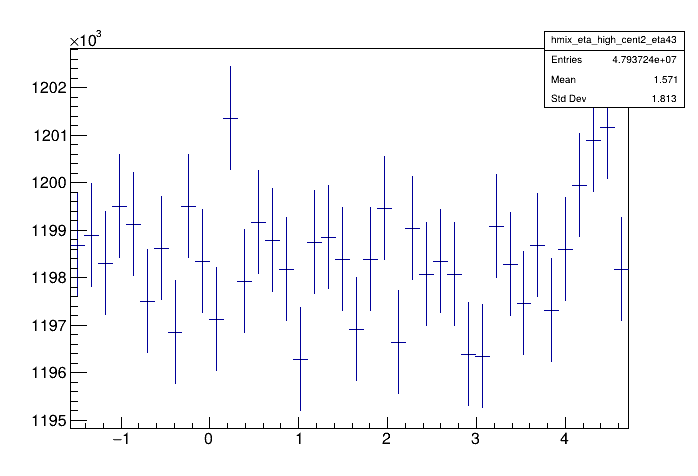 ×10³
hmix_eta_high_cent2_eta43
Entries 4.793724e+07
Mean 1.571
Std Dev 1.813
1202
1201
1200
1199
1198
1197
1196
1195
−1 0 1 2 3 4